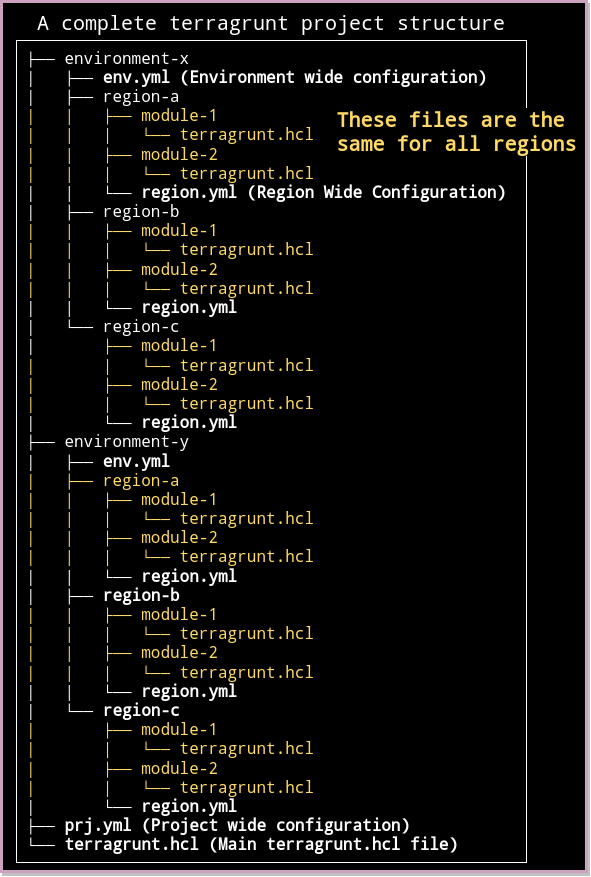 A complete terragrunt project structure
├── environment-x
│   ├── env.yml (Environment wide configuration)
│   ├── region-a
│   │   ├── module-1
│   │   │   └── terragrunt.hcl
│   │   ├── module-2
│   │   │   └── terragrunt.hcl
│   │   └── region.yml (Region Wide Configuration)
These files are the
same for all regions
│   ├── region-b
│   │   ├── module-1
│   │   │   └── terragrunt.hcl
│   │   ├── module-2
│   │   │   └── terragrunt.hcl
│   │   └── region.yml
│   └── region-c
│       ├── module-1
│       │   └── terragrunt.hcl
│       ├── module-2
│       │   └── terragrunt.hcl
│       └── region.yml
├── environment-y
│   ├── env.yml
│   ├── region-a
│   │   ├── module-1
│   │   │   └── terragrunt.hcl
│   │   ├── module-2
│   │   │   └── terragrunt.hcl
│   │   └── region.yml
│   ├── region-b
│   │   ├── module-1
│   │   │   └── terragrunt.hcl
│   │   ├── module-2
│   │   │   └── terragrunt.hcl
│   │   └── region.yml
│   └── region-c
│       ├── module-1
│       │   └── terragrunt.hcl
│       ├── module-2
│       │   └── terragrunt.hcl
│       └── region.yml
├── prj.yml (Project wide configuration)
└── terragrunt.hcl (Main terragrunt.hcl file)